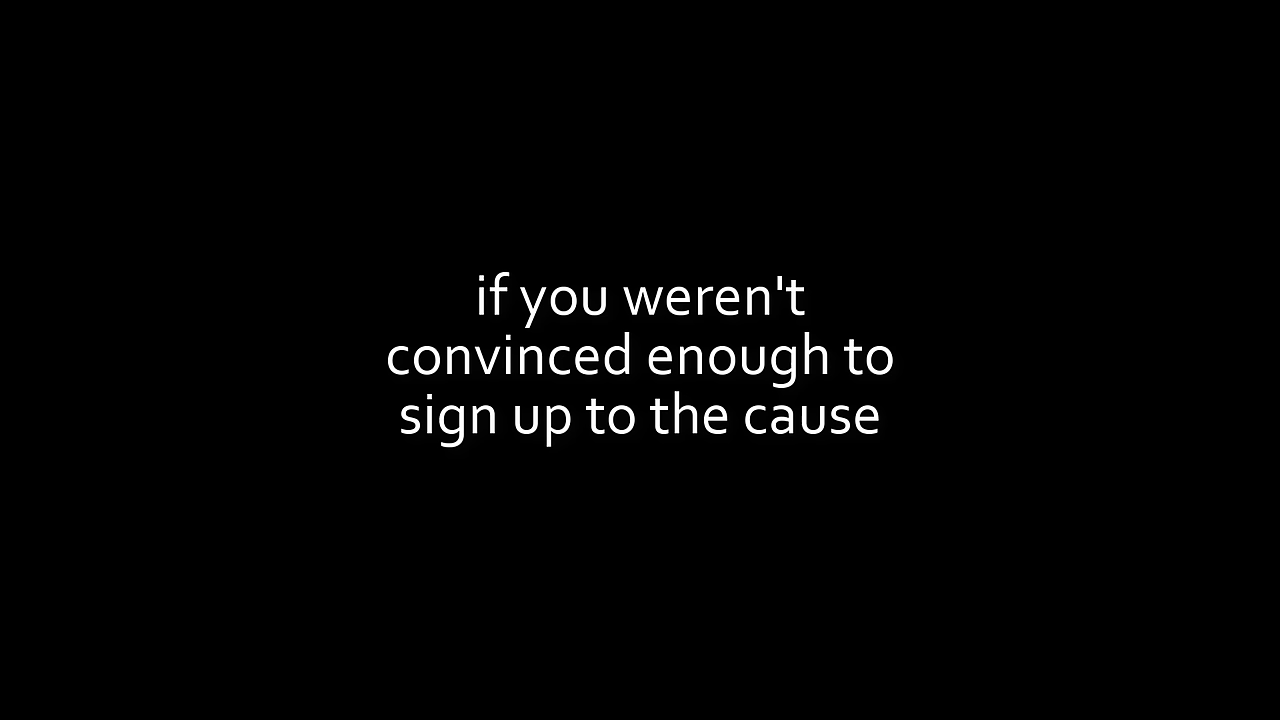 if you weren't
convinced enough to
sign up to the cause